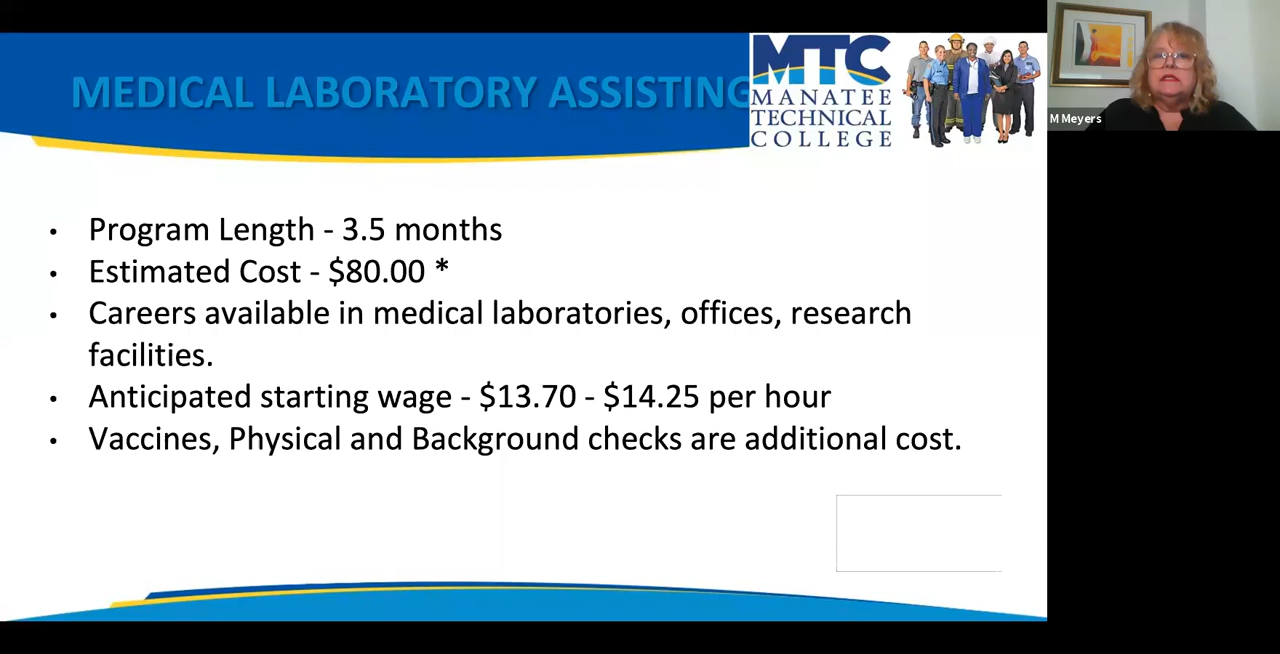 MEDICAL LABORATORY ASSISTING
MTC
MANATEE
TECHNICAL
COLLEGE
M Meyers
• Program Length - 3.5 months
• Estimated Cost - $80.00 *
• Careers available in medical laboratories, offices, research
facilities.
• Anticipated starting wage - $13.70 - $14.25 per hour
• Vaccines, Physical and Background checks are additional cost.